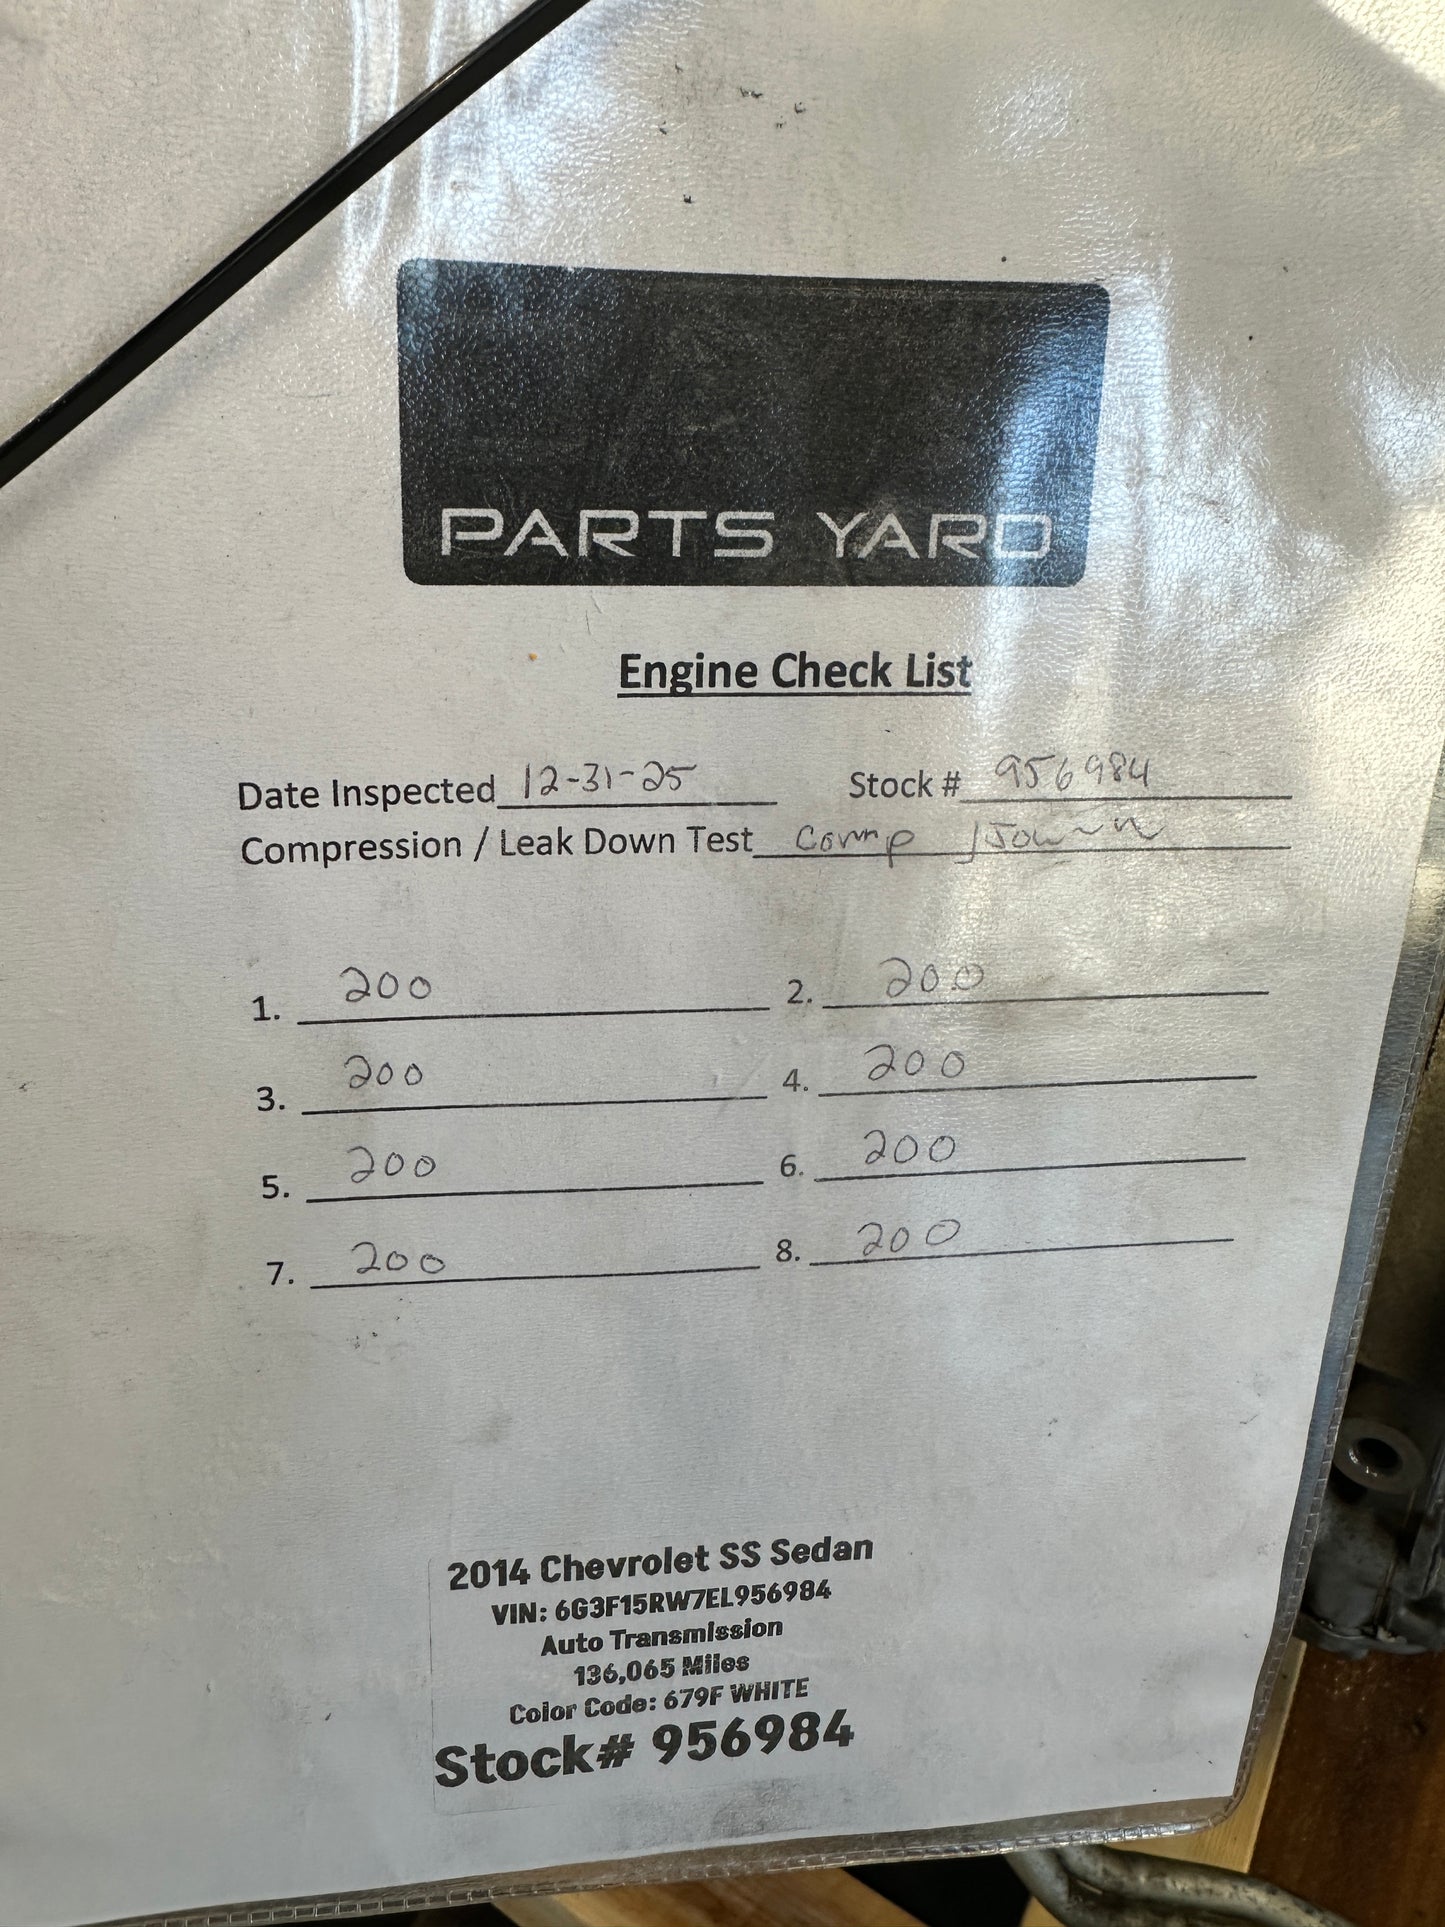 PARTS YARD
Engine Check List
Date Inspected 12-31-25 Stock # 956984
Compression / Leak Down Test Comp
1. 200 2. 200
3. 200 4. 200
5. 200 6. 200
7. 200 8. 200
2014 Chevrolet SS Sedan
VIN: 6G3F15RW7EL956984
Auto Transmission
136,065 Miles
Color Code: 679F WHITE
Stock# 956984